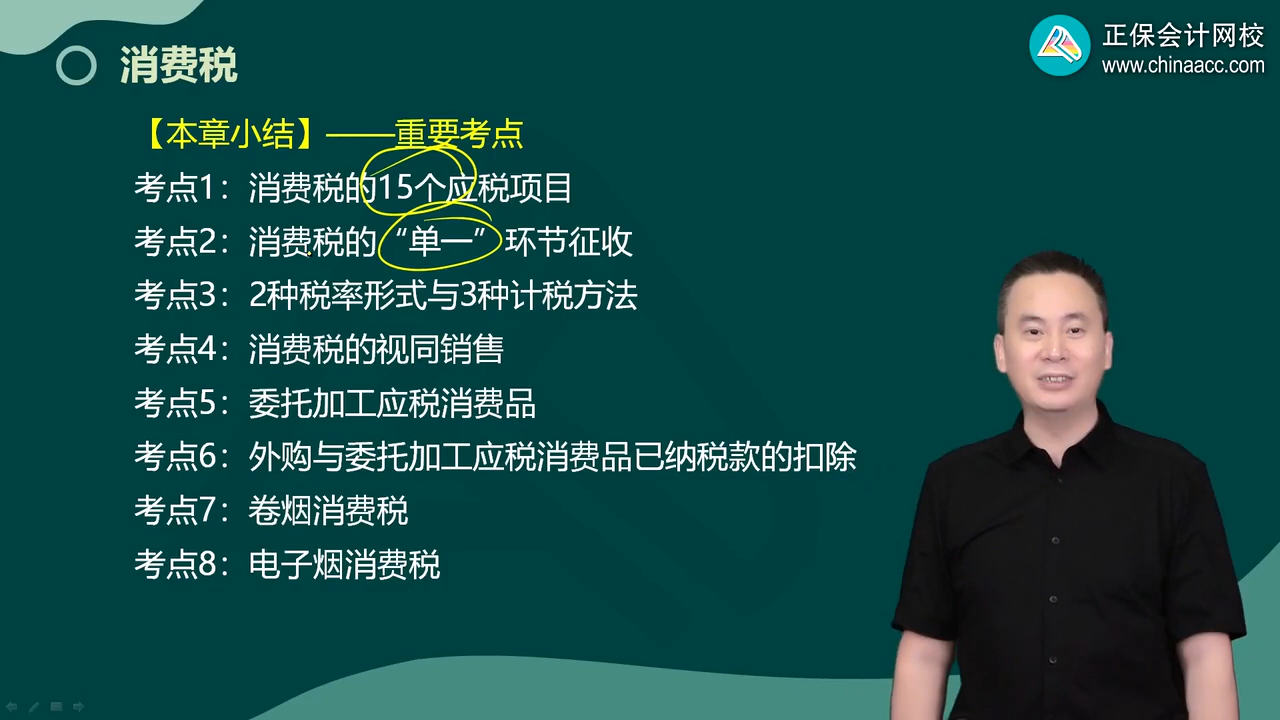 消费税
正保会计网校
www.chinaacc.com
【本章小结】——重要考点
考点1：消费税的15个应税项目
考点2：消费税的“单一”环节征收
考点3：2种税率形式与3种计税方法
考点4：消费税的视同销售
考点5：委托加工应税消费品
考点6：外购与委托加工应税消费品已纳税款的扣除
考点7：卷烟消费税
考点8：电子烟消费税